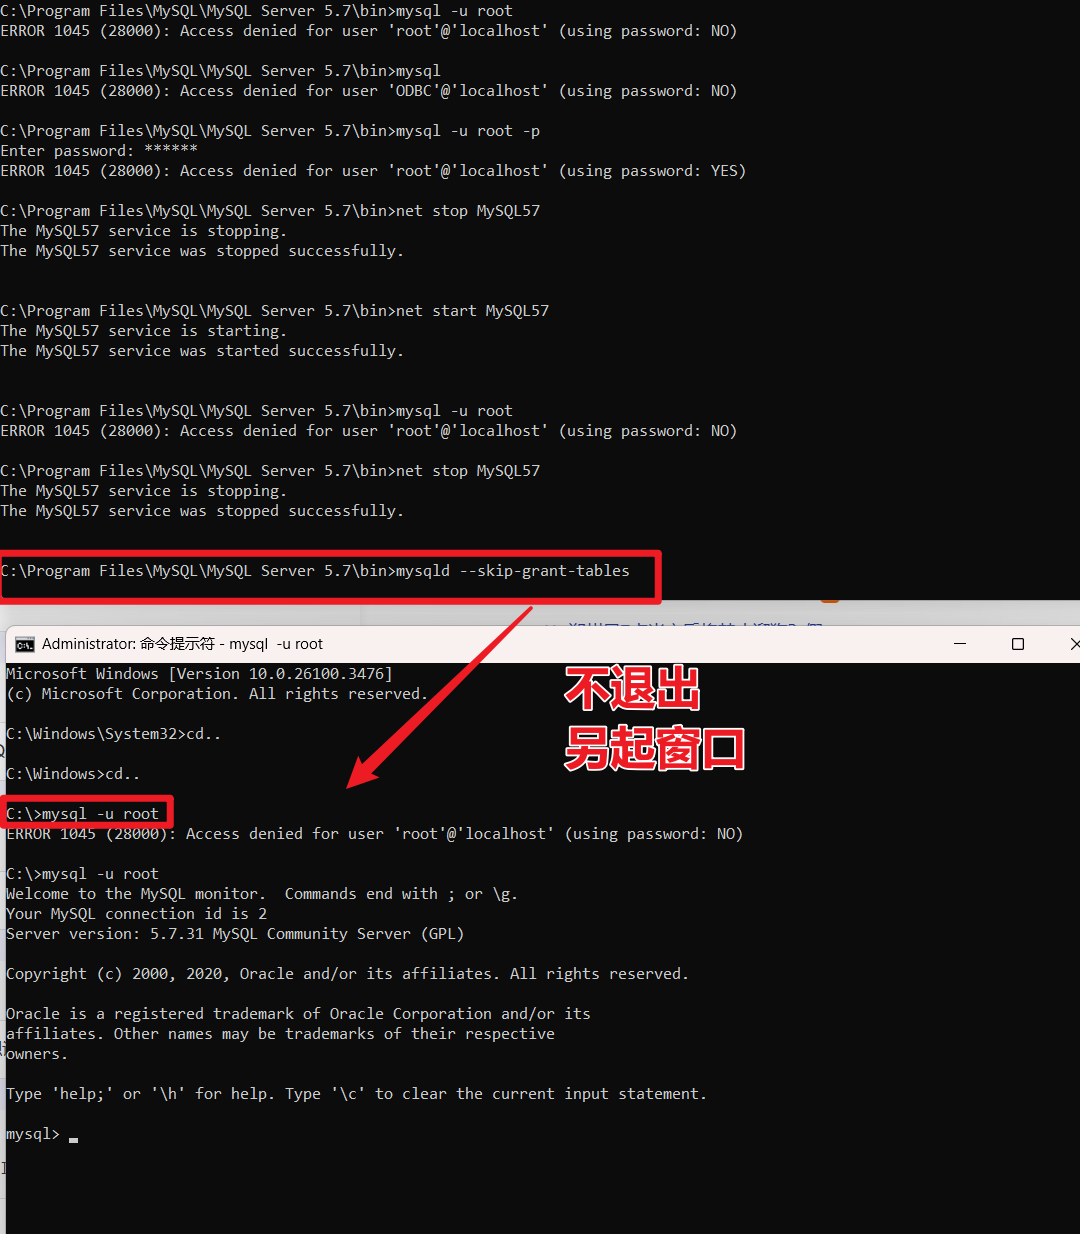 C:\Program Files\MySQL\MySQL Server 5.7\bin>mysql -u root
ERROR 1045 (28000): Access denied for user 'root'@'localhost' (using password: NO)
C:\Program Files\MySQL\MySQL Server 5.7\bin>mysql
ERROR 1045 (28000): Access denied for user 'ODBC'@'localhost' (using password: NO)
C:\Program Files\MySQL\MySQL Server 5.7\bin>mysql -u root -p
Enter password: ******
ERROR 1045 (28000): Access denied for user 'root'@'localhost' (using password: YES)
C:\Program Files\MySQL\MySQL Server 5.7\bin>net stop MySQL57
The MySQL57 service is stopping.
The MySQL57 service was stopped successfully.
C:\Program Files\MySQL\MySQL Server 5.7\bin>net start MySQL57
The MySQL57 service is starting.
The MySQL57 service was started successfully.
C:\Program Files\MySQL\MySQL Server 5.7\bin>mysql -u root
ERROR 1045 (28000): Access denied for user 'root'@'localhost' (using password: NO)
C:\Program Files\MySQL\MySQL Server 5.7\bin>net stop MySQL57
The MySQL57 service is stopping.
The MySQL57 service was stopped successfully.
C:\Program Files\MySQL\MySQL Server 5.7\bin>mysqld --skip-grant-tables
Administrator: 命令提示符 - mysql -u root
Microsoft Windows [Version 10.0.26100.3476]
(c) Microsoft Corporation. All rights reserved.
不退出
另起窗口
C:\Windows\System32>cd..
C:\Windows>cd..
C:\>mysql -u root
ERROR 1045 (28000): Access denied for user 'root'@'localhost' (using password: NO)
C:\>mysql -u root
Welcome to the MySQL monitor.  Commands end with ; or \g.
Your MySQL connection id is 2
Server version: 5.7.31 MySQL Community Server (GPL)
Copyright (c) 2000, 2020, Oracle and/or its affiliates. All rights reserved.
Oracle is a registered trademark of Oracle Corporation and/or its
affiliates. Other names may be trademarks of their respective
owners.
Type 'help;' or '\h' for help. Type '\c' to clear the current input statement.
mysql>